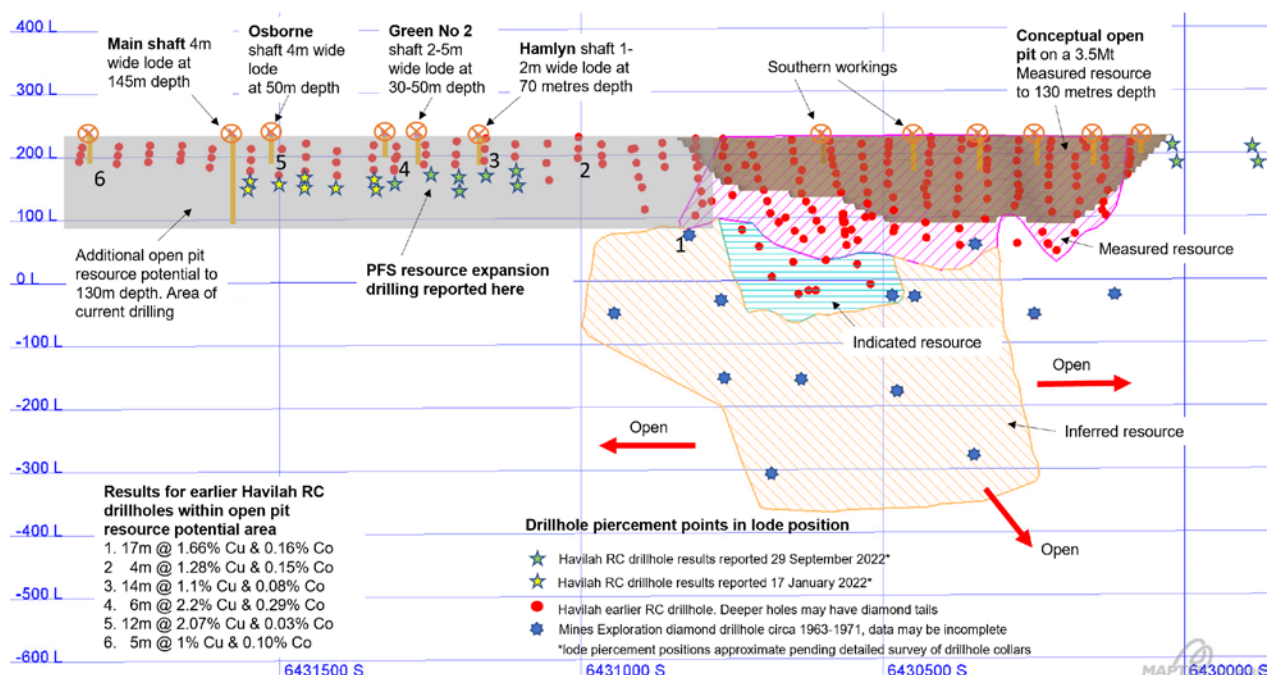 400 L
300 L
200 L
100 L
0 L
-100 L
-200 L
-300 L
-400 L
-500 L
-600 L
Main shaft 4m
wide lode at
145m depth
Osborne
shaft 4m wide
lode
at 50m depth
Green No 2
shaft 2-5m
wide lode at
30-50m depth
Hamlyn shaft 1-
2m wide lode at
70 metres depth
Southern workings
Conceptual open
pit on a 3.5Mt
Measured resource
to 130 metres depth
6
5
4
3
2
1
Additional open pit
resource potential to
130m depth. Area of
current drilling
PFS resource expansion
drilling reported here
Measured resource
Indicated resource
Inferred resource
Open
Open
Open
Results for earlier Havilah RC
drillholes within open pit
resource potential area
1. 17m @ 1.66% Cu & 0.16% Co
2 4m @ 1.28% Cu & 0.15% Co
3. 14m @ 1.1% Cu & 0.08% Co
4. 6m @ 2.2% Cu & 0.29% Co
5. 12m @ 2.07% Cu & 0.03% Co
6. 5m @ 1% Cu & 0.10% Co
Drillhole piercement points in lode position
Havilah RC drillhole results reported 29 September 2022*
Havilah RC drillhole results reported 17 January 2022*
Havilah earlier RC drillhole. Deeper holes may have diamond tails
Mines Exploration diamond drillhole circa 1963-1971, data may be incomplete
*lode piercement positions approximate pending detailed survey of drillhole collars
6431500 S
6431000 S
6430500 S
6430000 S